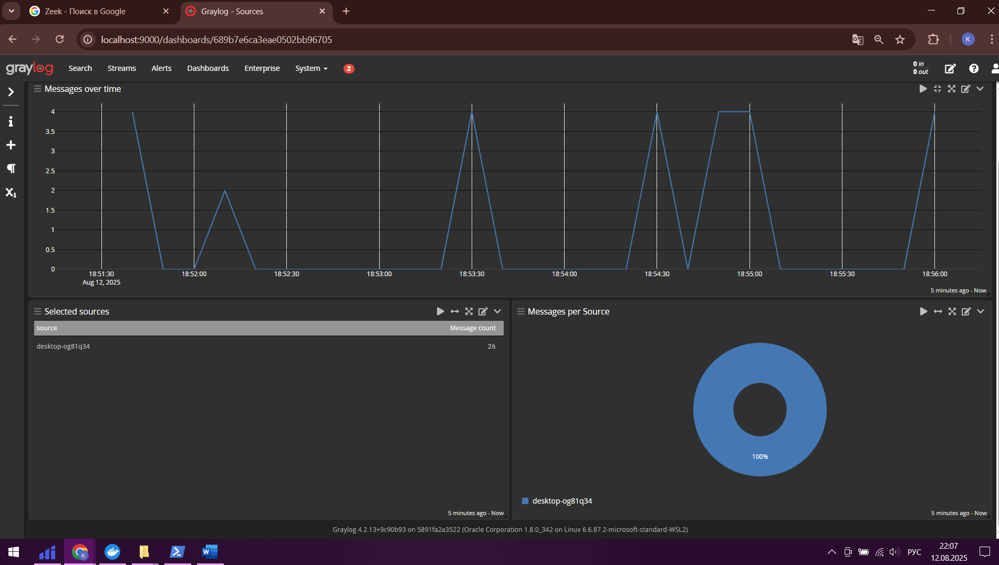 Zeek - Поиск в Google
Graylog - Sources
localhost:9000/dashboards/689b7e6ca3eae0502bb96705
K
graylog
Search
Streams
Alerts
Dashboards
Enterprise
System
2
0 in
0 out
Messages over time
4
3.5
3
2.5
2
1.5
1
0.5
0
18:51:30
Aug 12, 2025
18:52:00
18:52:30
18:53:00
18:53:30
18:54:00
18:54:30
18:55:00
18:55:30
18:56:00
5 minutes ago - Now
Selected sources
source Message count
desktop-og81q34 26
5 minutes ago - Now
Messages per Source
100%
desktop-og81q34
5 minutes ago - Now
Graylog 4.2.13+9c90b93 on 5891fa2a3522 (Oracle Corporation 1.8.0_342 on Linux 6.6.87.2-microsoft-standard-WSL2)
РУС
22:07
12.08.2025